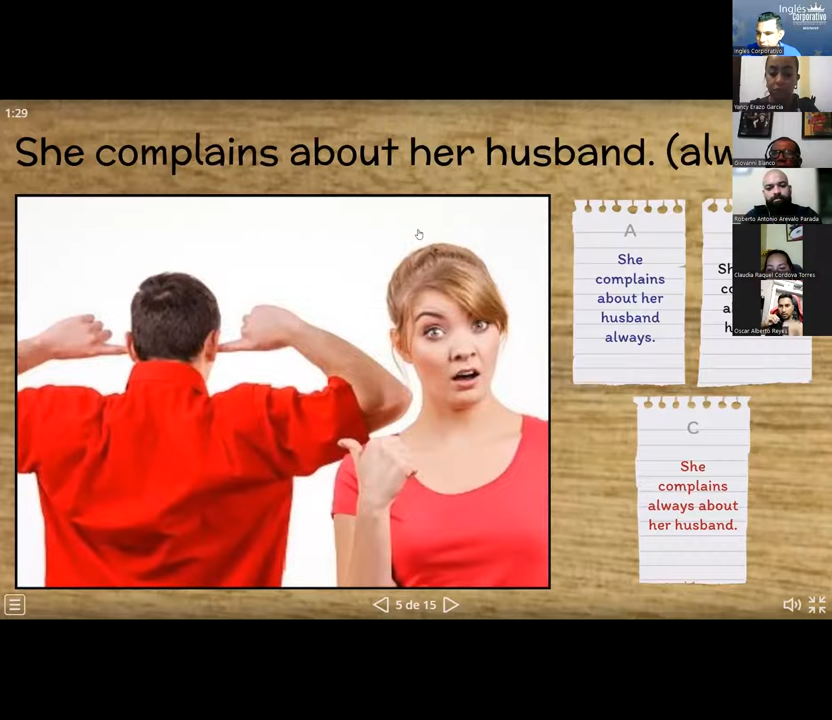 Inglés
Corporativo
Inglés Corporativo
1:29
Yancy Erazo Garcia
She complains about her husband. (alw
Giovanni Blanco
Roberto Antonio Arevalo Parada
A
She
complains
about her
husband
always.
Claudia Raquel Cordova Torres
Oscar Alberto Reyes
C
She
complains
always about
her husband.
5 de 15